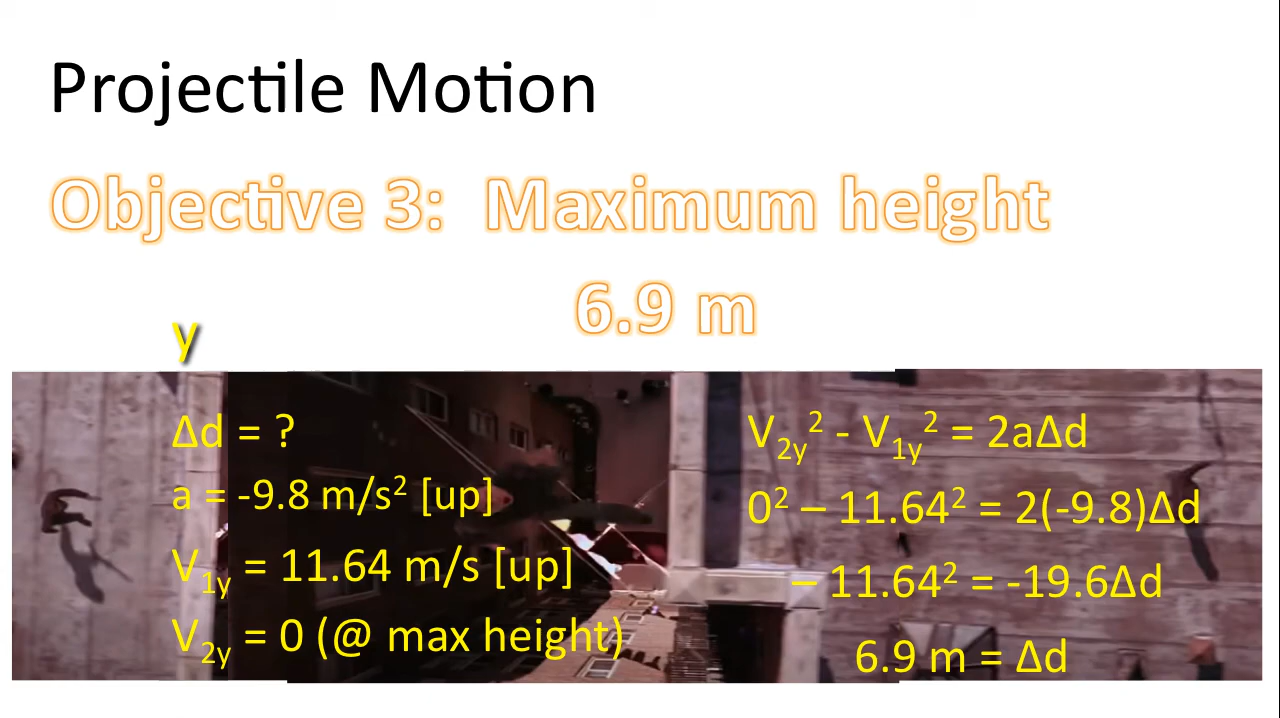 Projectile Motion
Objective 3: Maximum height
6.9 m
y
Δd = ?
a = -9.8 m/s² [up]
V₁y = 11.64 m/s [up]
V₂y = 0 (@ max height)
V₂y² - V₁y² = 2aΔd
0² – 11.64² = 2(-9.8)Δd
– 11.64² = -19.6Δd
6.9 m = Δd